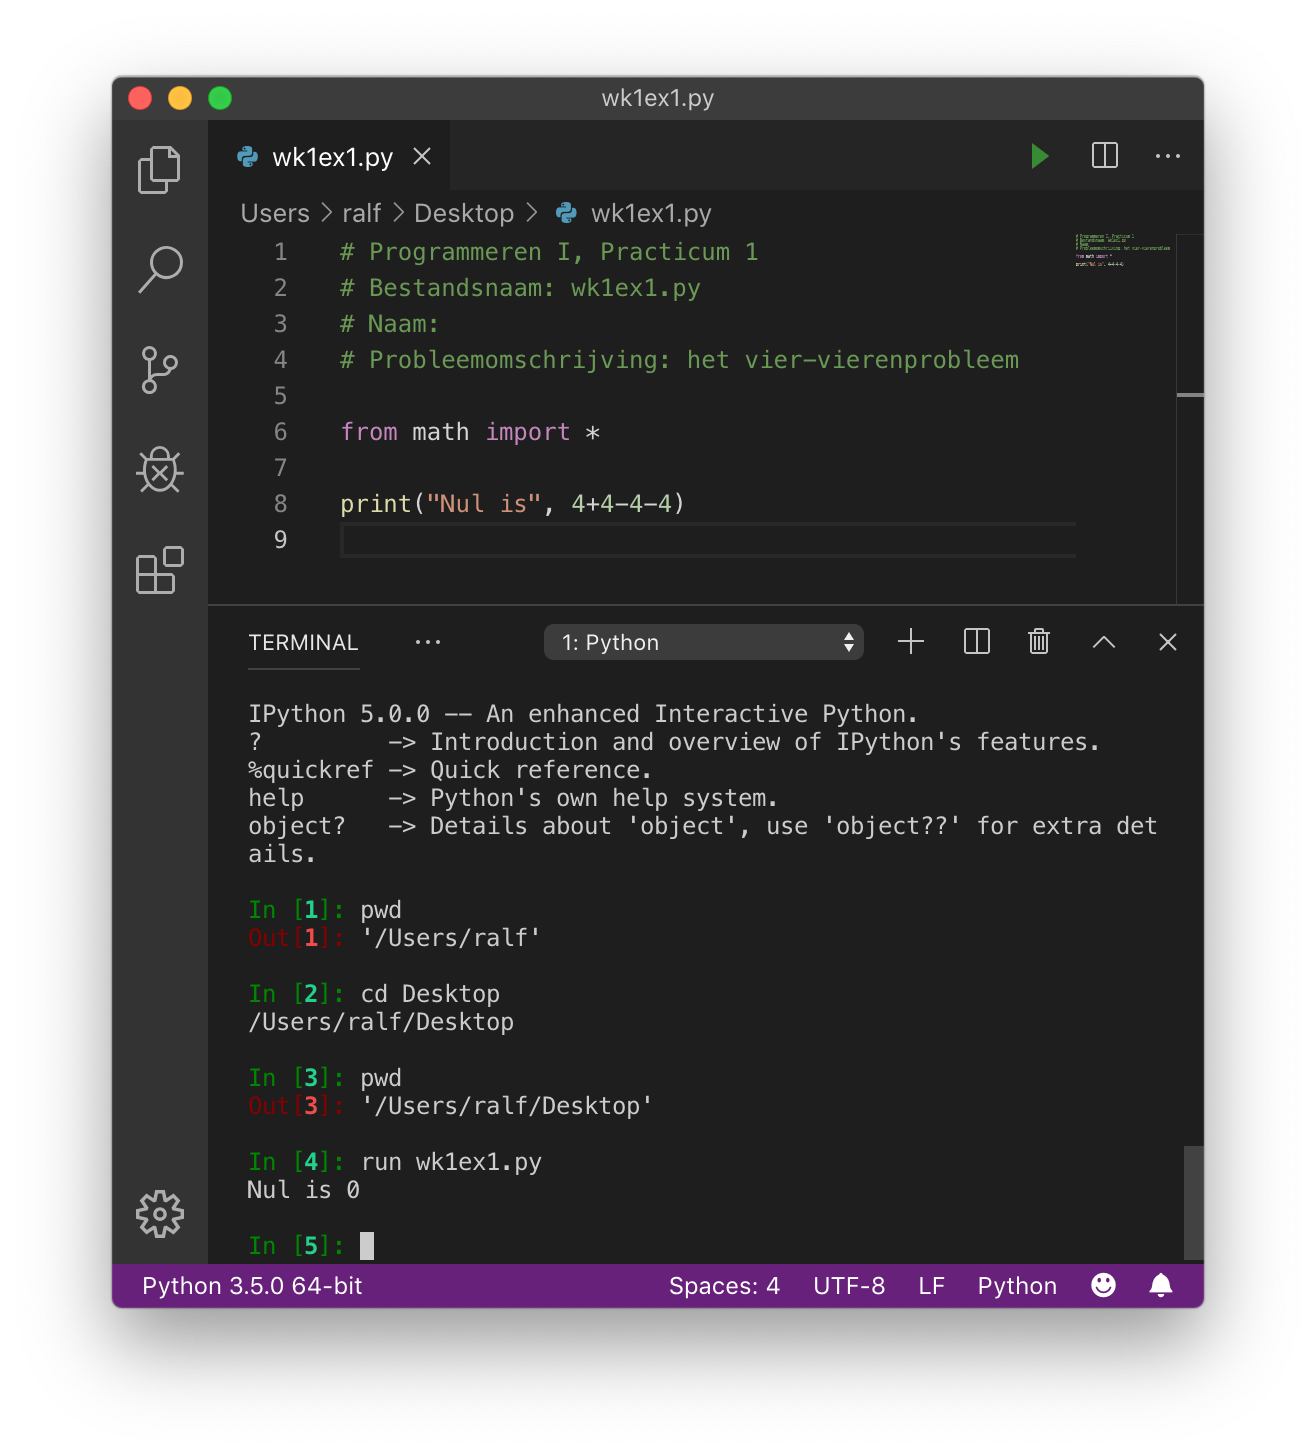 wk1ex1.py
wk1ex1.py
Users > ralf > Desktop > wk1ex1.py
1 # Programmeren I, Practicum 1
2 # Bestandsnaam: wk1ex1.py
3 # Naam:
4 # Probleemomschrijving: het vier-vierenprobleem
5
6 from math import *
7
8 print("Nul is", 4+4-4-4)
9
TERMINAL ··· 1: Python
IPython 5.0.0 -- An enhanced Interactive Python.
?         -> Introduction and overview of IPython's features.
%quickref -> Quick reference.
help      -> Python's own help system.
object?   -> Details about 'object', use 'object??' for extra det
ails.
In [1]: pwd
Out[1]: '/Users/ralf'
In [2]: cd Desktop
/Users/ralf/Desktop
In [3]: pwd
Out[3]: '/Users/ralf/Desktop'
In [4]: run wk1ex1.py
Nul is 0
In [5]:
Python 3.5.0 64-bit Spaces: 4 UTF-8 LF Python